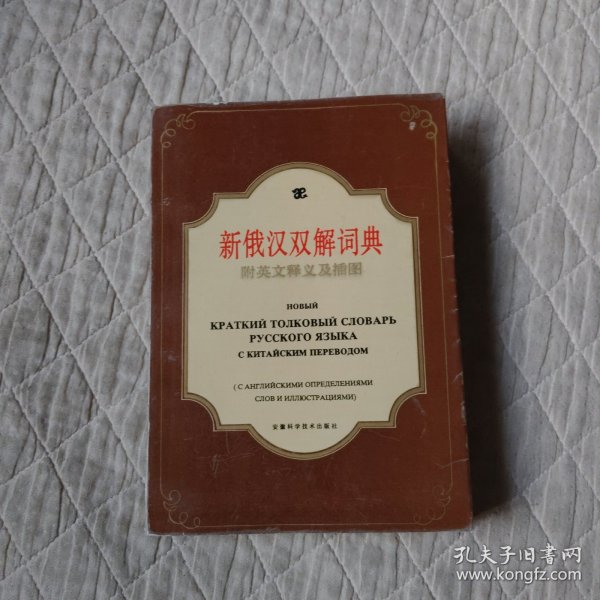 新俄汉双解词典
附英文释义及插图
НОВЫЙ
КРАТКИЙ ТОЛКОВЫЙ СЛОВАРЬ
РУССКОГО ЯЗЫКА
С КИТАЙСКИМ ПЕРЕВОДОМ
(С АНГЛИЙСКИМИ ОПРЕДЕЛЕНИЯМИ
СЛОВ И ИЛЛЮСТРАЦИЯМИ)
安徽科学技术出版社
孔夫子旧書网
www.kongfz.com